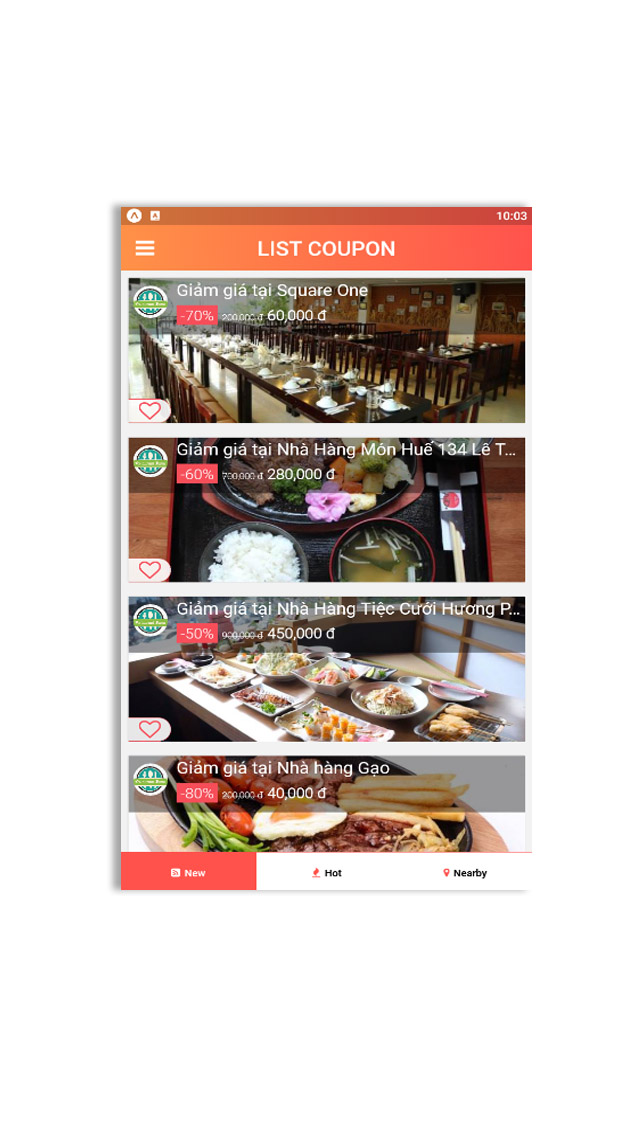 10:03
LIST COUPON
Giảm giá tại Square One
-70% 200,000 đ 60,000 đ
Giảm giá tại Nhà Hàng Món Huế 134 Lê T...
-60% 700,000 đ 280,000 đ
Giảm giá tại Nhà Hàng Tiệc Cưới Hương P...
-50% 900,000 đ 450,000 đ
Giảm giá tại Nhà hàng Gạo
-80% 200,000 đ 40,000 đ
New
Hot
Nearby